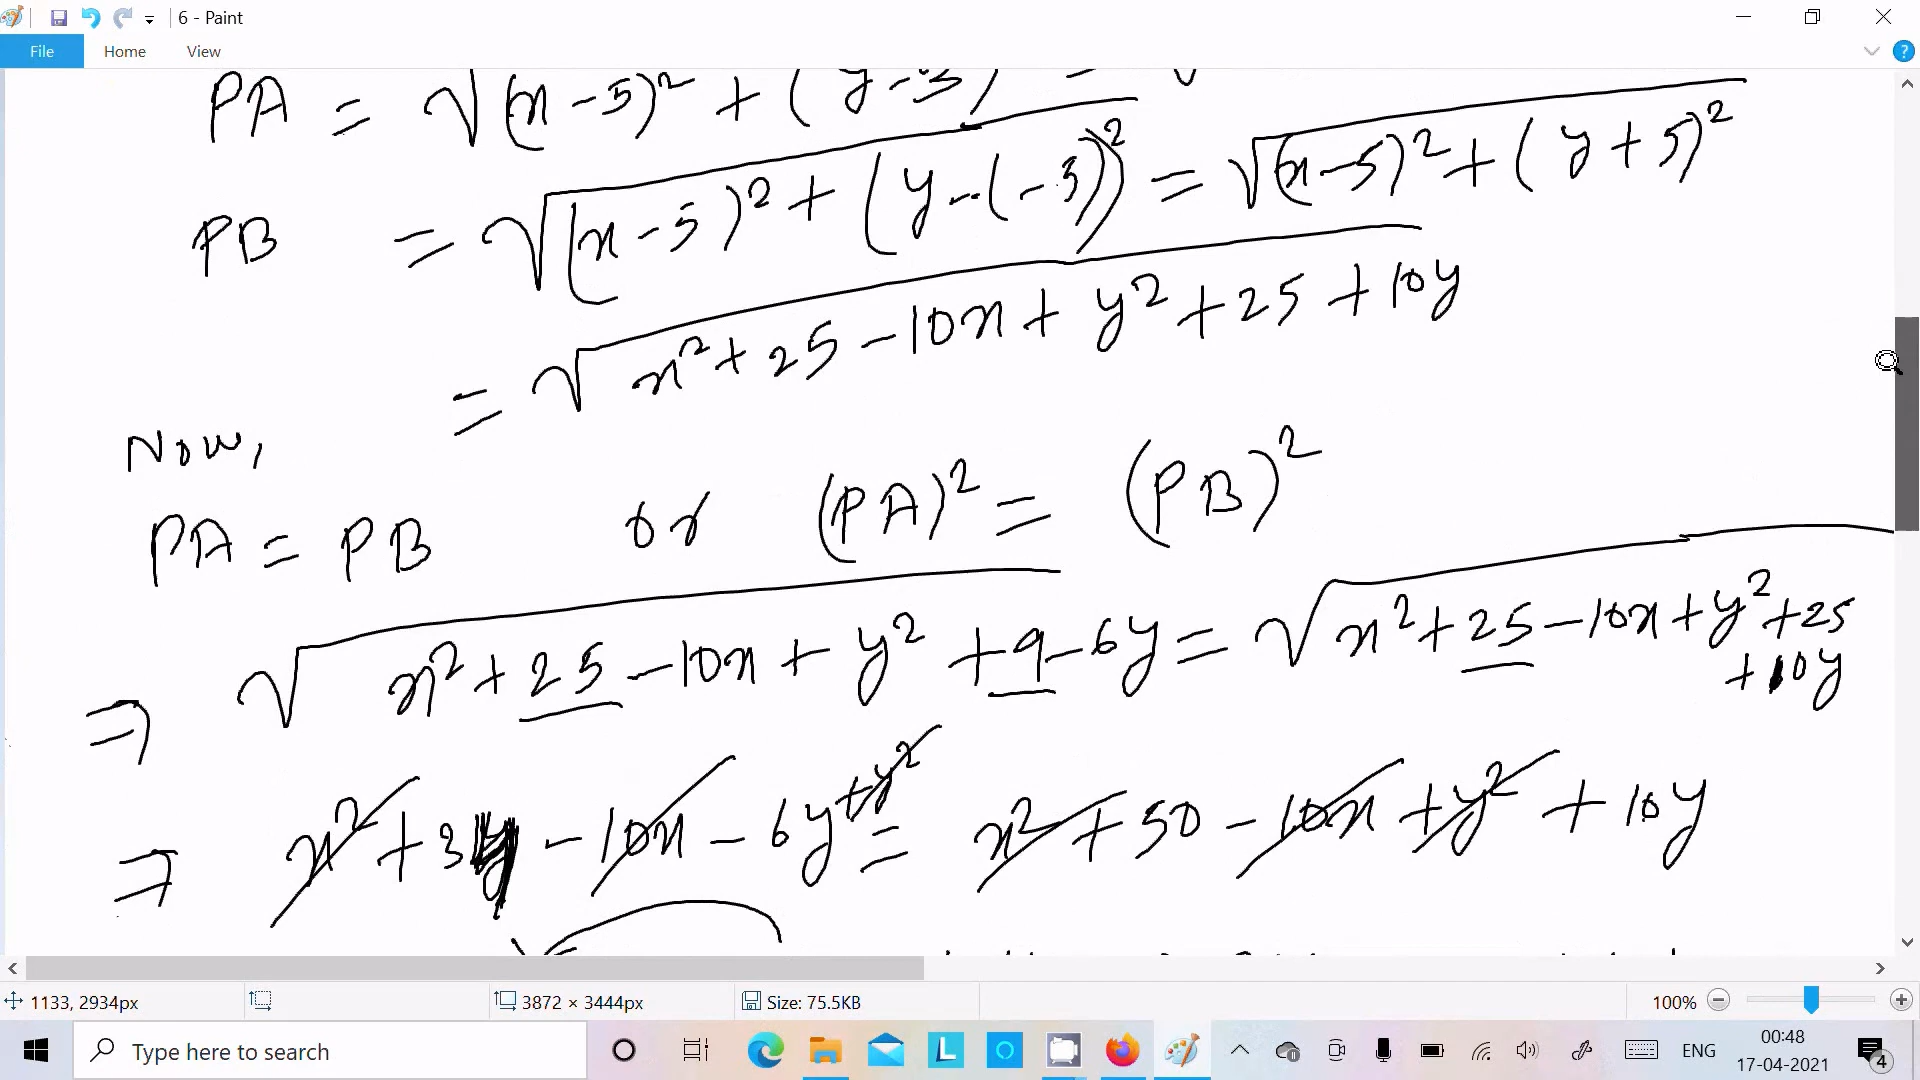 6 - Paint
File Home View
PA = √(x-5)² + (y-3)
PB = √(x-5)² + (y-(-5))² = √(x-5)² + (y+5)²
= √x² + 25 - 10x + y² + 25 + 10y
Now,
PA = PB or (PA)² = (PB)²
⇒ √x² + 25 - 10x + y² + 9 - 6y = √x² + 25 - 10x + y² + 25
+ 10y
⇒ x² + 34 - 10x - 6y + y² = x² + 50 - 10x + y² + 10y
1133, 2934px 3872 × 3444px Size: 75.5KB 100%
Type here to search ENG 00:48
17-04-2021 4